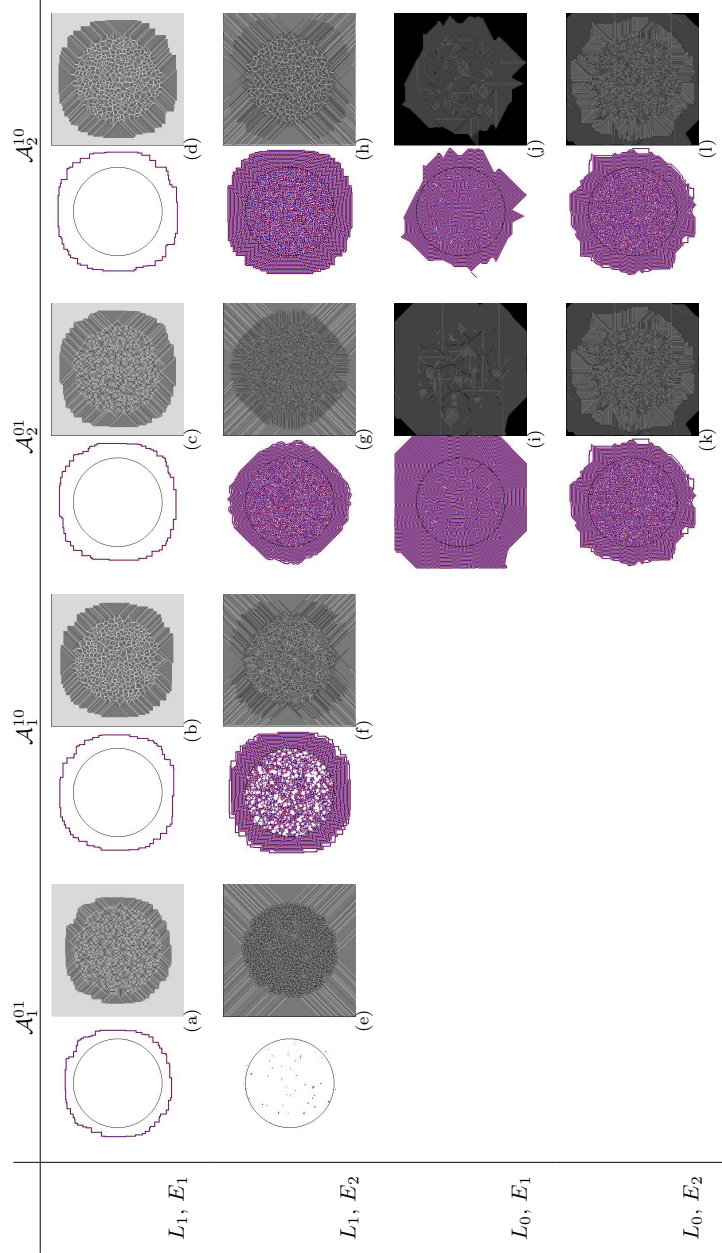 𝒜₁⁰¹ 𝒜₁¹⁰ 𝒜₂⁰¹ 𝒜₂¹⁰
L₁, E₁ (a) (b) (c) (d)
L₁, E₂ (e) (f) (g) (h)
L₀, E₁ (i) (j)
L₀, E₂ (k) (l)